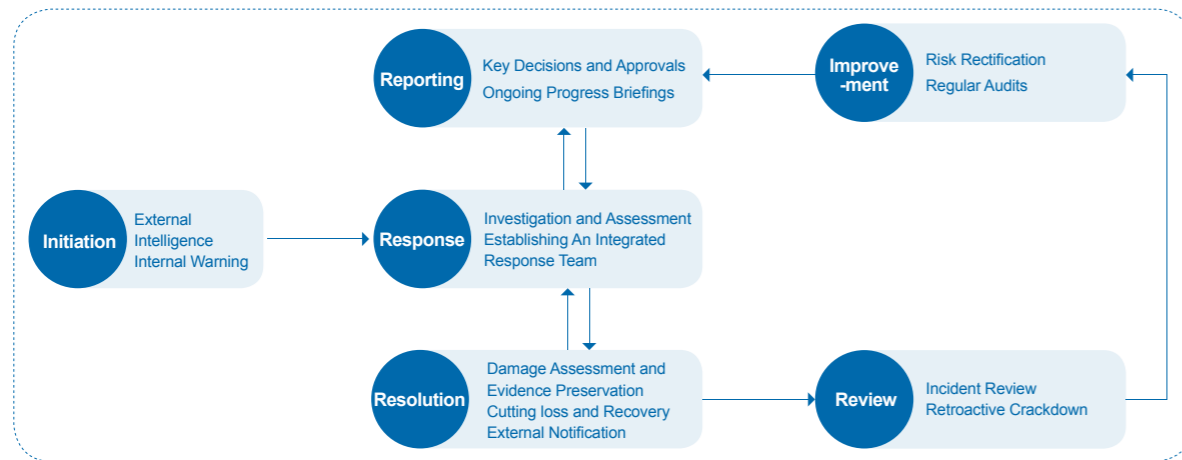 Reporting
Key Decisions and Approvals
Ongoing Progress Briefings
Improve
-ment
Risk Rectification
Regular Audits
Initiation
External
Intelligence
Internal Warning
Response
Investigation and Assessment
Establishing An Integrated
Response Team
Resolution
Damage Assessment and
Evidence Preservation
Cutting loss and Recovery
External Notification
Review
Incident Review
Retroactive Crackdown